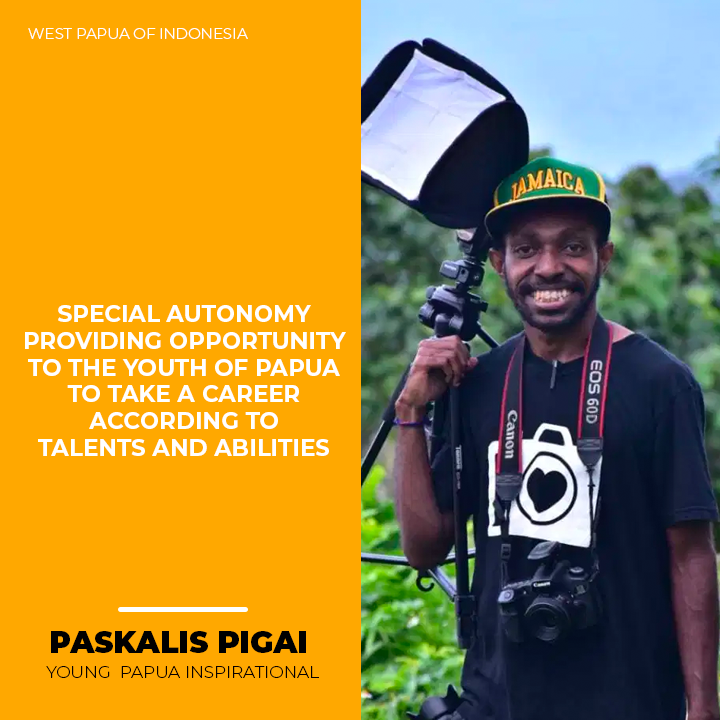 WEST PAPUA OF INDONESIA
SPECIAL AUTONOMY
PROVIDING OPPORTUNITY
TO THE YOUTH OF PAPUA
TO TAKE A CAREER
ACCORDING TO
TALENTS AND ABILITIES
PASKALIS PIGAI
YOUNG PAPUA INSPIRATIONAL
JAMAICA
EOS 60D
Canon
Canon